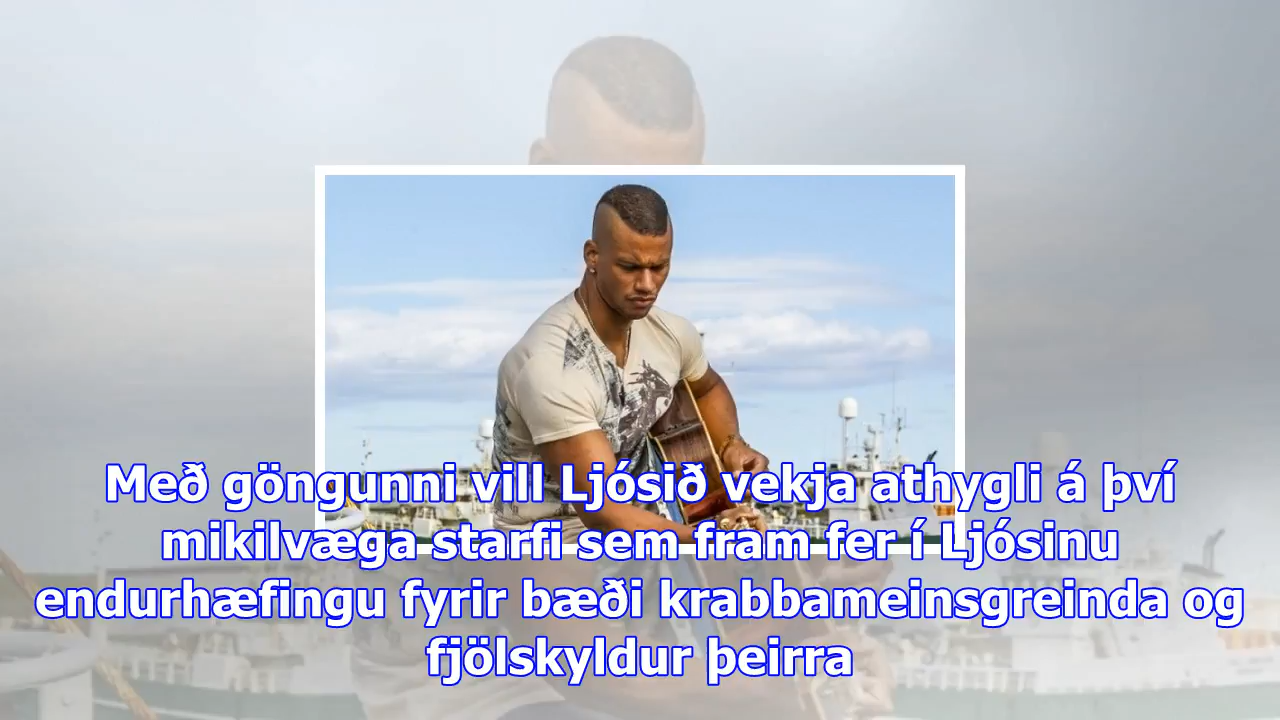 Með göngunni vill Ljósið vekja athygli á því
mikilvæga starfi sem fram fer í Ljósinu
endurhæfingu fyrir bæði krabbameinsgreinda og
fjölskyldur þeirra